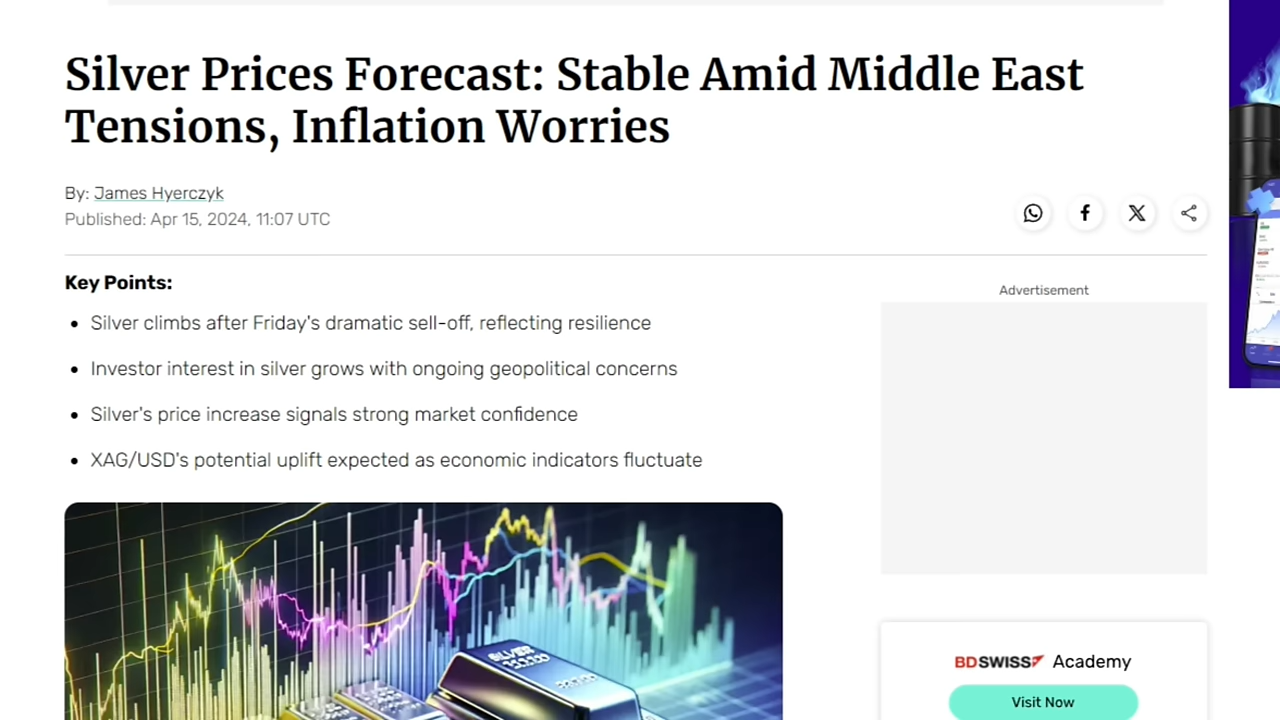 Silver Prices Forecast: Stable Amid Middle East
Tensions, Inflation Worries
By: James Hyerczyk
Published: Apr 15, 2024, 11:07 UTC
Key Points:
Advertisement
• Silver climbs after Friday's dramatic sell-off, reflecting resilience
• Investor interest in silver grows with ongoing geopolitical concerns
• Silver's price increase signals strong market confidence
• XAG/USD's potential uplift expected as economic indicators fluctuate
SILVER
BDSWISS Academy
Visit Now